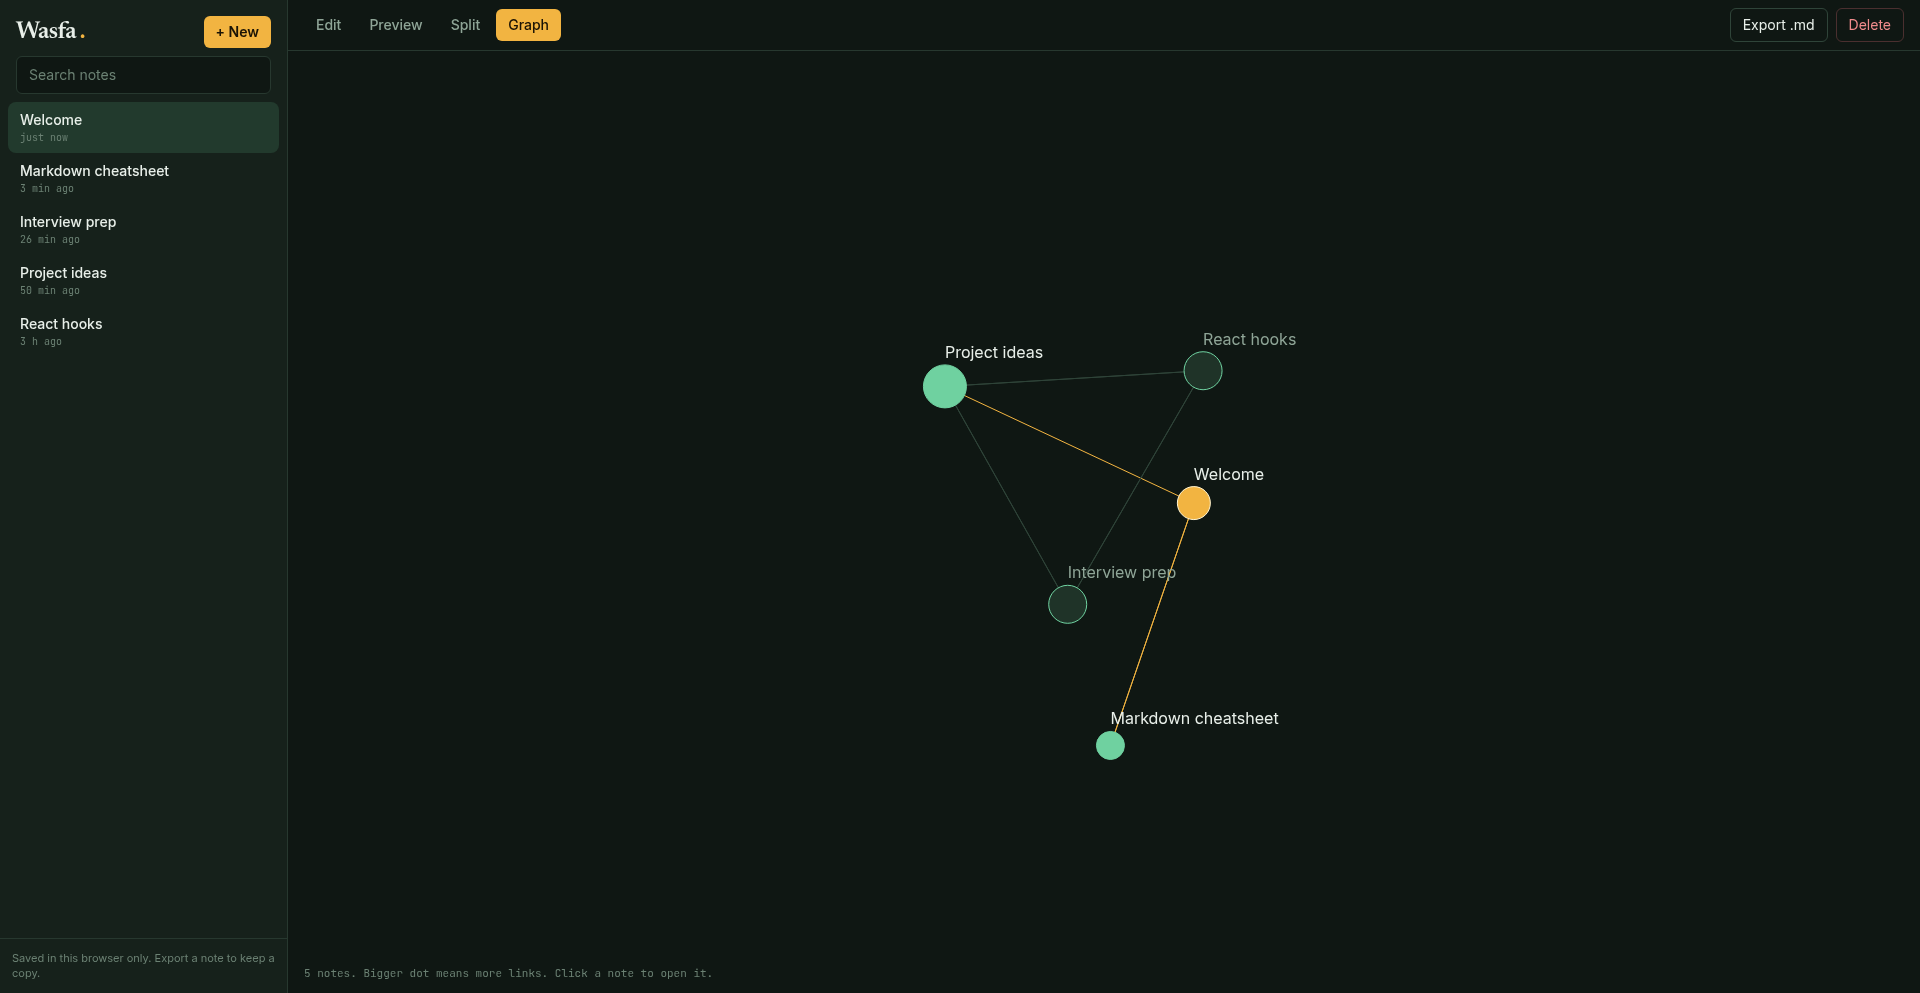 Wasfa.
+ New
Search notes
Welcome
just now
Markdown cheatsheet
3 min ago
Interview prep
26 min ago
Project ideas
50 min ago
React hooks
3 h ago
Saved in this browser only. Export a note to keep a
copy.
Edit
Preview
Split
Graph
Export .md
Delete
React hooks
Project ideas
Welcome
Interview prep
Markdown cheatsheet
5 notes. Bigger dot means more links. Click a note to open it.